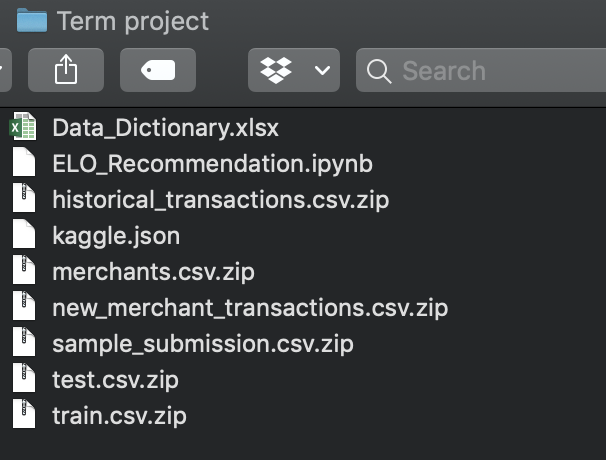 Term project
Search
Data_Dictionary.xlsx
ELO_Recommendation.ipynb
historical_transactions.csv.zip
kaggle.json
merchants.csv.zip
new_merchant_transactions.csv.zip
sample_submission.csv.zip
test.csv.zip
train.csv.zip